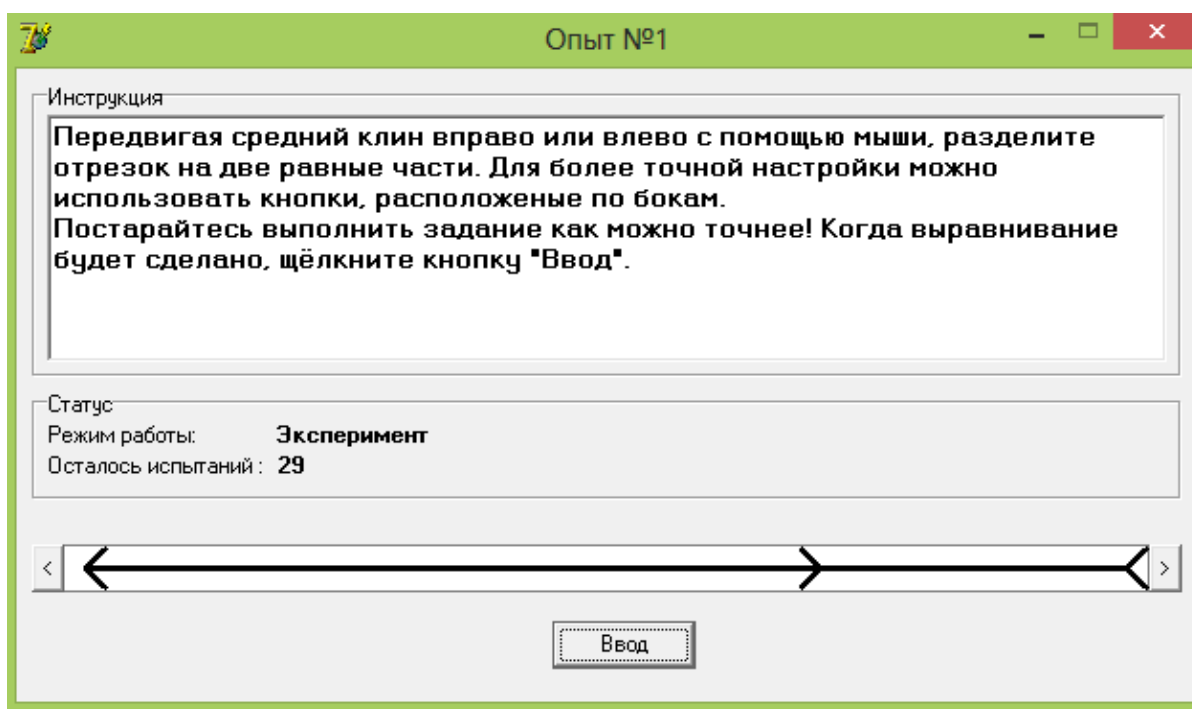 Опыт №1
Инструкция
Передвигая средний клин вправо или влево с помощью мыши, разделите
отрезок на две равные части. Для более точной настройки можно
использовать кнопки, расположеные по бокам.
Постарайтесь выполнить задание как можно точнее! Когда выравнивание
будет сделано, щёлкните кнопку "Ввод".
Статус
Режим работы: Эксперимент
Осталось испытаний : 29
< >
Ввод